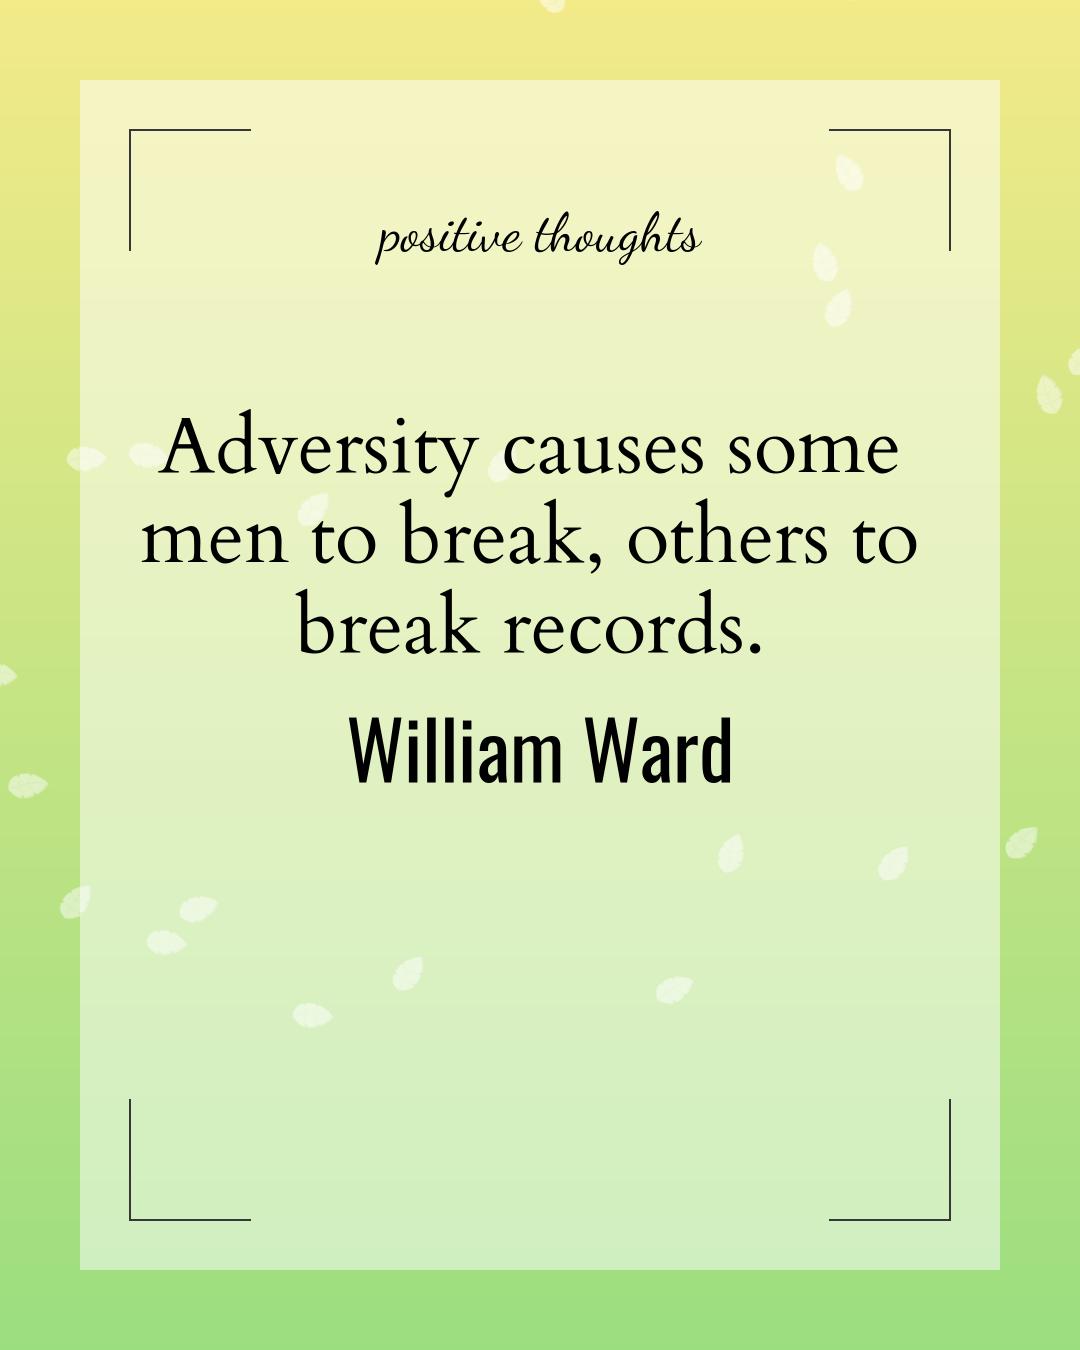 positive thoughts
Adversity causes some
men to break, others to
break records.
William Ward